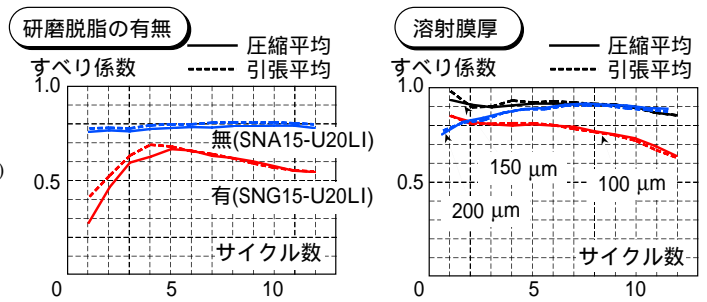 研磨脱脂の有無
圧縮平均
引張平均
すべり係数
1.0
0.5
無(SNA15-U20LI)
有(SNG15-U20LI)
サイクル数
0
5
10
)
溶射膜厚
圧縮平均
引張平均
すべり係数
1.0
0.5
150 μm
100 μm
200 μm
サイクル数
0
5
10